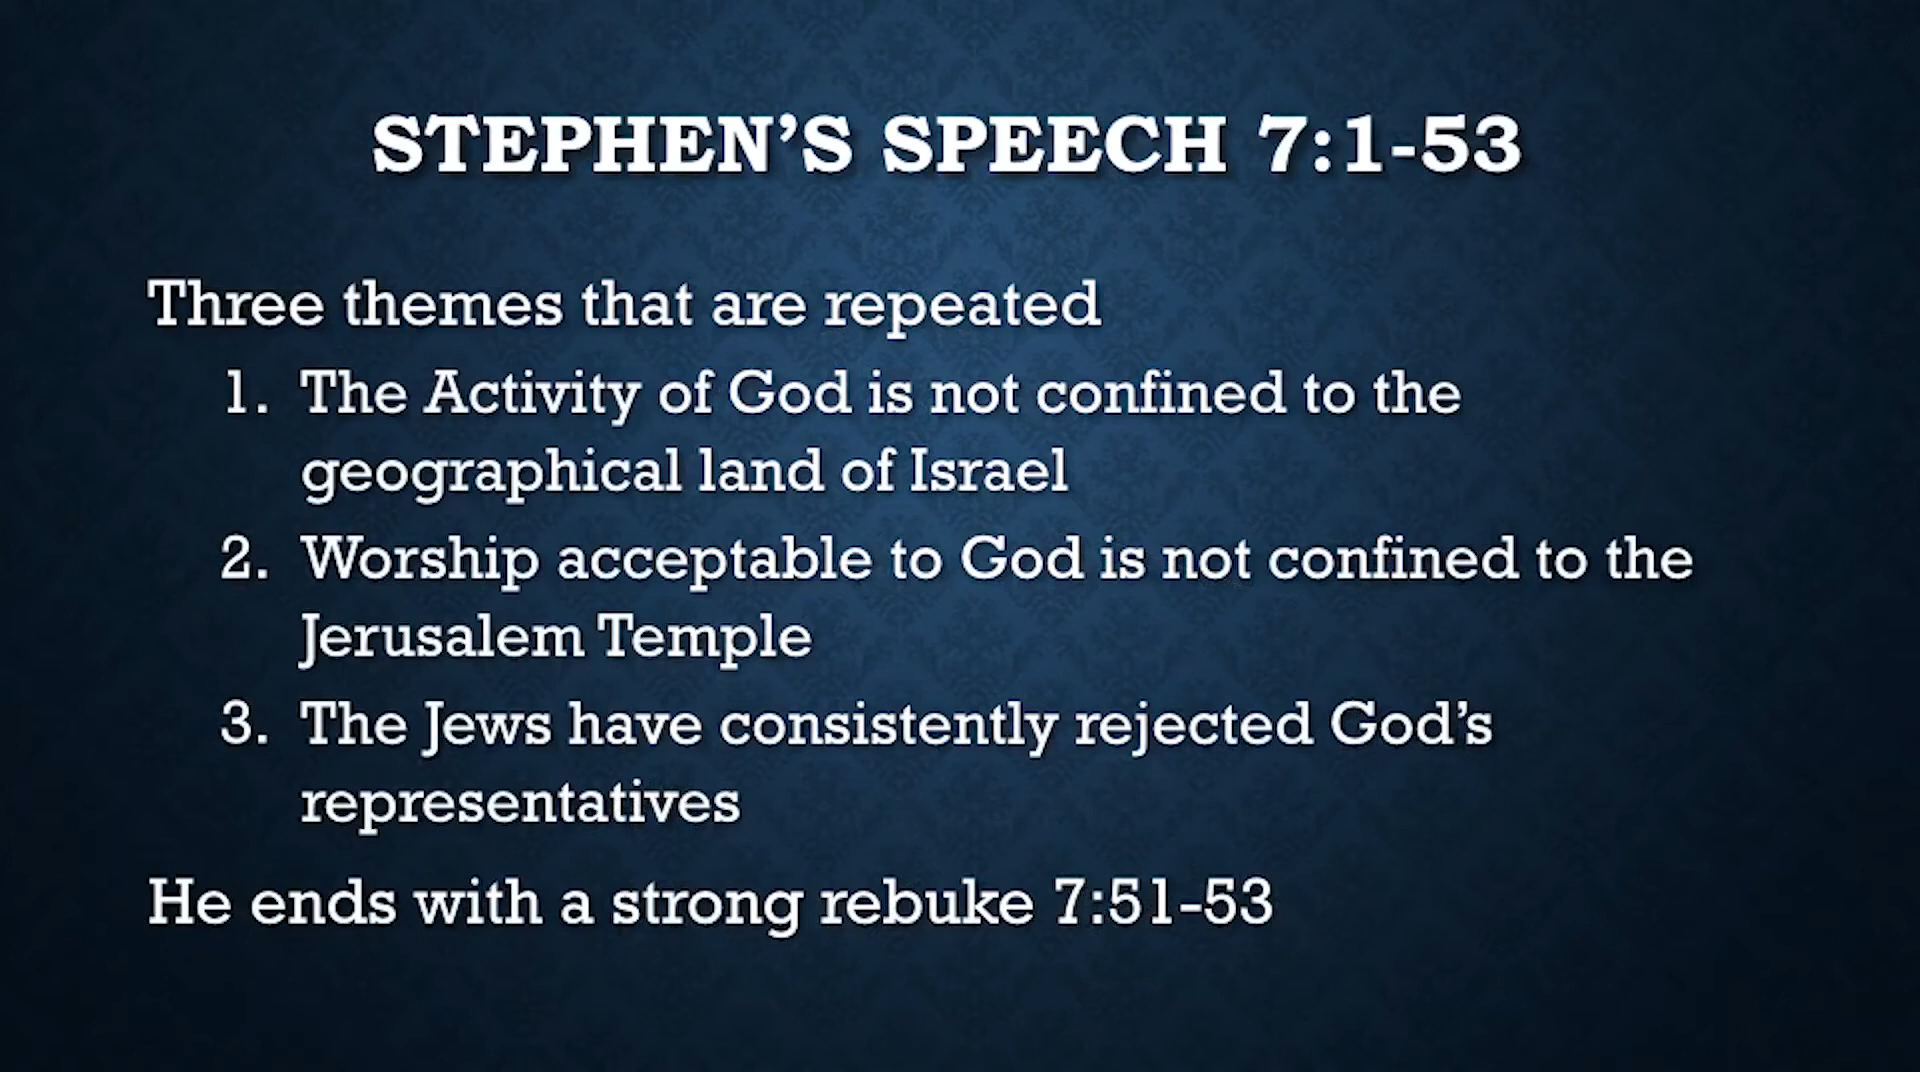 STEPHEN’S SPEECH 7:1-53
Three themes that are repeated
1. The Activity of God is not confined to the
geographical land of Israel
2. Worship acceptable to God is not confined to the
Jerusalem Temple
3. The Jews have consistently rejected God’s
representatives
He ends with a strong rebuke 7:51-53